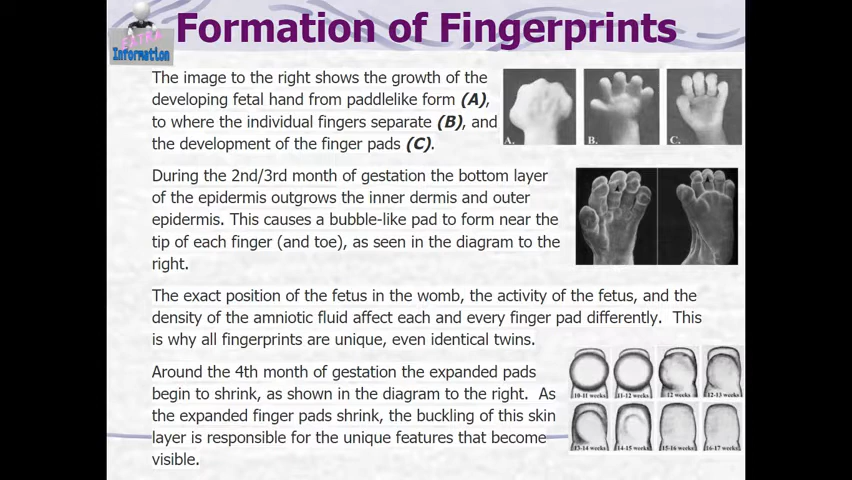 Formation of Fingerprints
EXTRA
Information
The image to the right shows the growth of the
developing fetal hand from paddlelike form (A),
to where the individual fingers separate (B), and
the development of the finger pads (C).
A.
B.
C.
During the 2nd/3rd month of gestation the bottom layer
of the epidermis outgrows the inner dermis and outer
epidermis. This causes a bubble-like pad to form near the
tip of each finger (and toe), as seen in the diagram to the
right.
The exact position of the fetus in the womb, the activity of the fetus, and the
density of the amniotic fluid affect each and every finger pad differently. This
is why all fingerprints are unique, even identical twins.
Around the 4th month of gestation the expanded pads
begin to shrink, as shown in the diagram to the right. As
the expanded finger pads shrink, the buckling of this skin
layer is responsible for the unique features that become
visible.
10-11 weeks
11-12 weeks
12 weeks
12-13 weeks
13-14 weeks
14-15 weeks
15-16 weeks
16-17 weeks